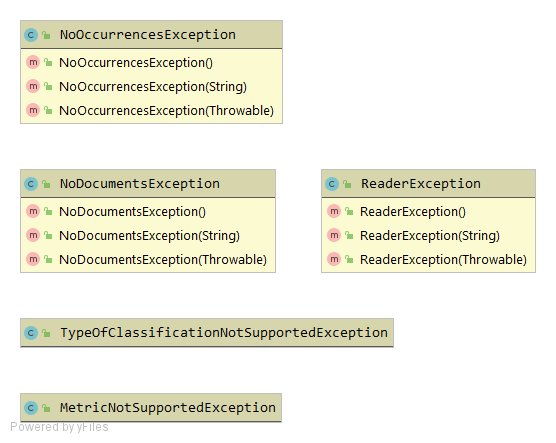 NoOccurrencesException
NoOccurrencesException()
NoOccurrencesException(String)
NoOccurrencesException(Throwable)
NoDocumentsException
NoDocumentsException()
NoDocumentsException(String)
NoDocumentsException(Throwable)
ReaderException
ReaderException()
ReaderException(String)
ReaderException(Throwable)
TypeOfClassificationNotSupportedException
MetricNotSupportedException
Powered by yFiles